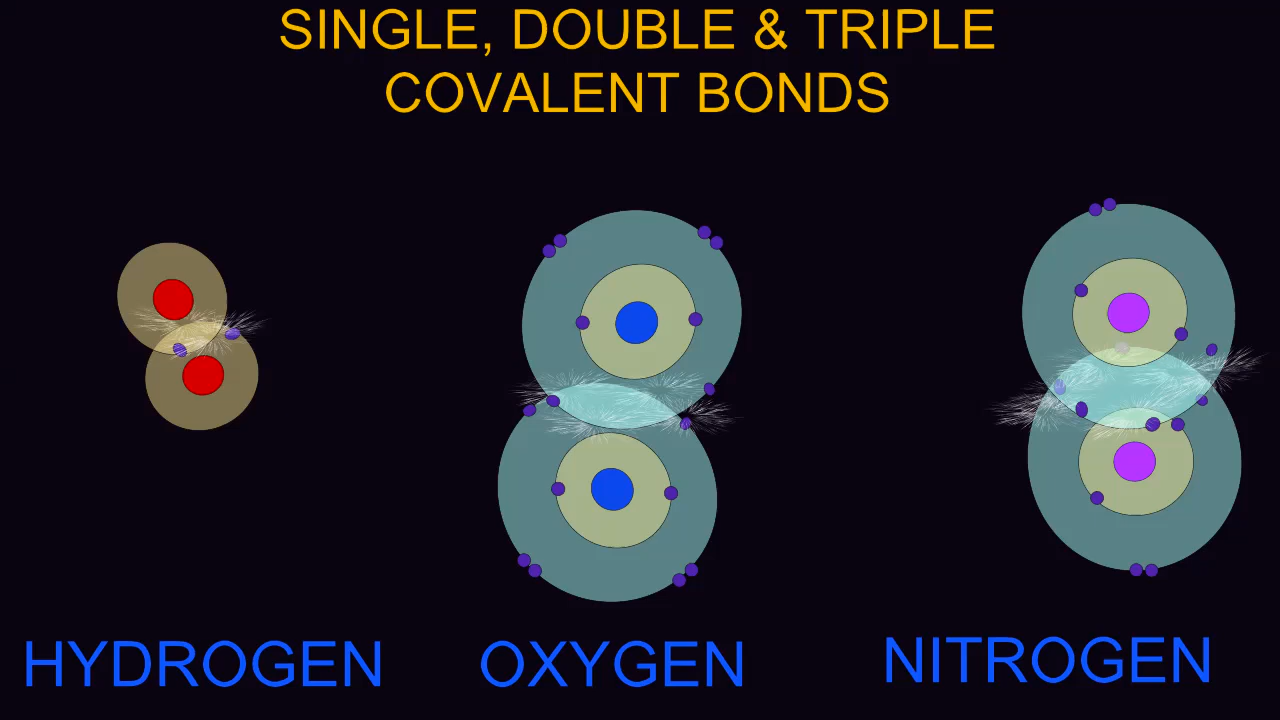 SINGLE, DOUBLE & TRIPLE
COVALENT BONDS
HYDROGEN
OXYGEN
NITROGEN